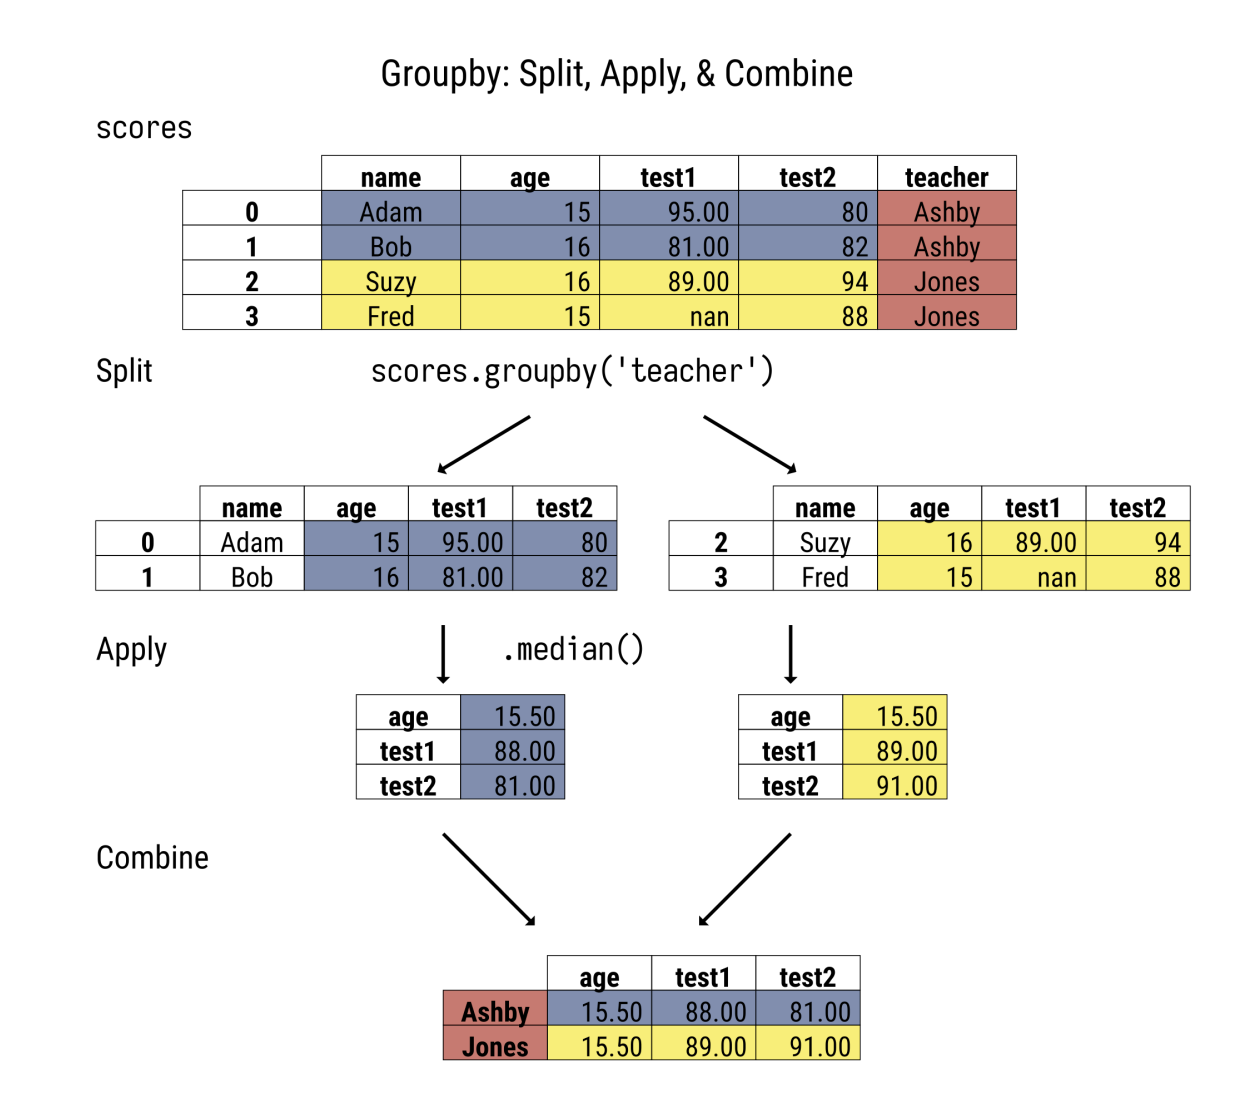 Groupby: Split, Apply, & Combine
scores
name age test1 test2 teacher
0 Adam 15 95.00 80 Ashby
1 Bob 16 81.00 82 Ashby
2 Suzy 16 89.00 94 Jones
3 Fred 15 nan 88 Jones
Split scores.groupby('teacher')
name age test1 test2
0 Adam 15 95.00 80
1 Bob 16 81.00 82
name age test1 test2
2 Suzy 16 89.00 94
3 Fred 15 nan 88
Apply .median()
age 15.50
test1 88.00
test2 81.00
age 15.50
test1 89.00
test2 91.00
Combine
age test1 test2
Ashby 15.50 88.00 81.00
Jones 15.50 89.00 91.00